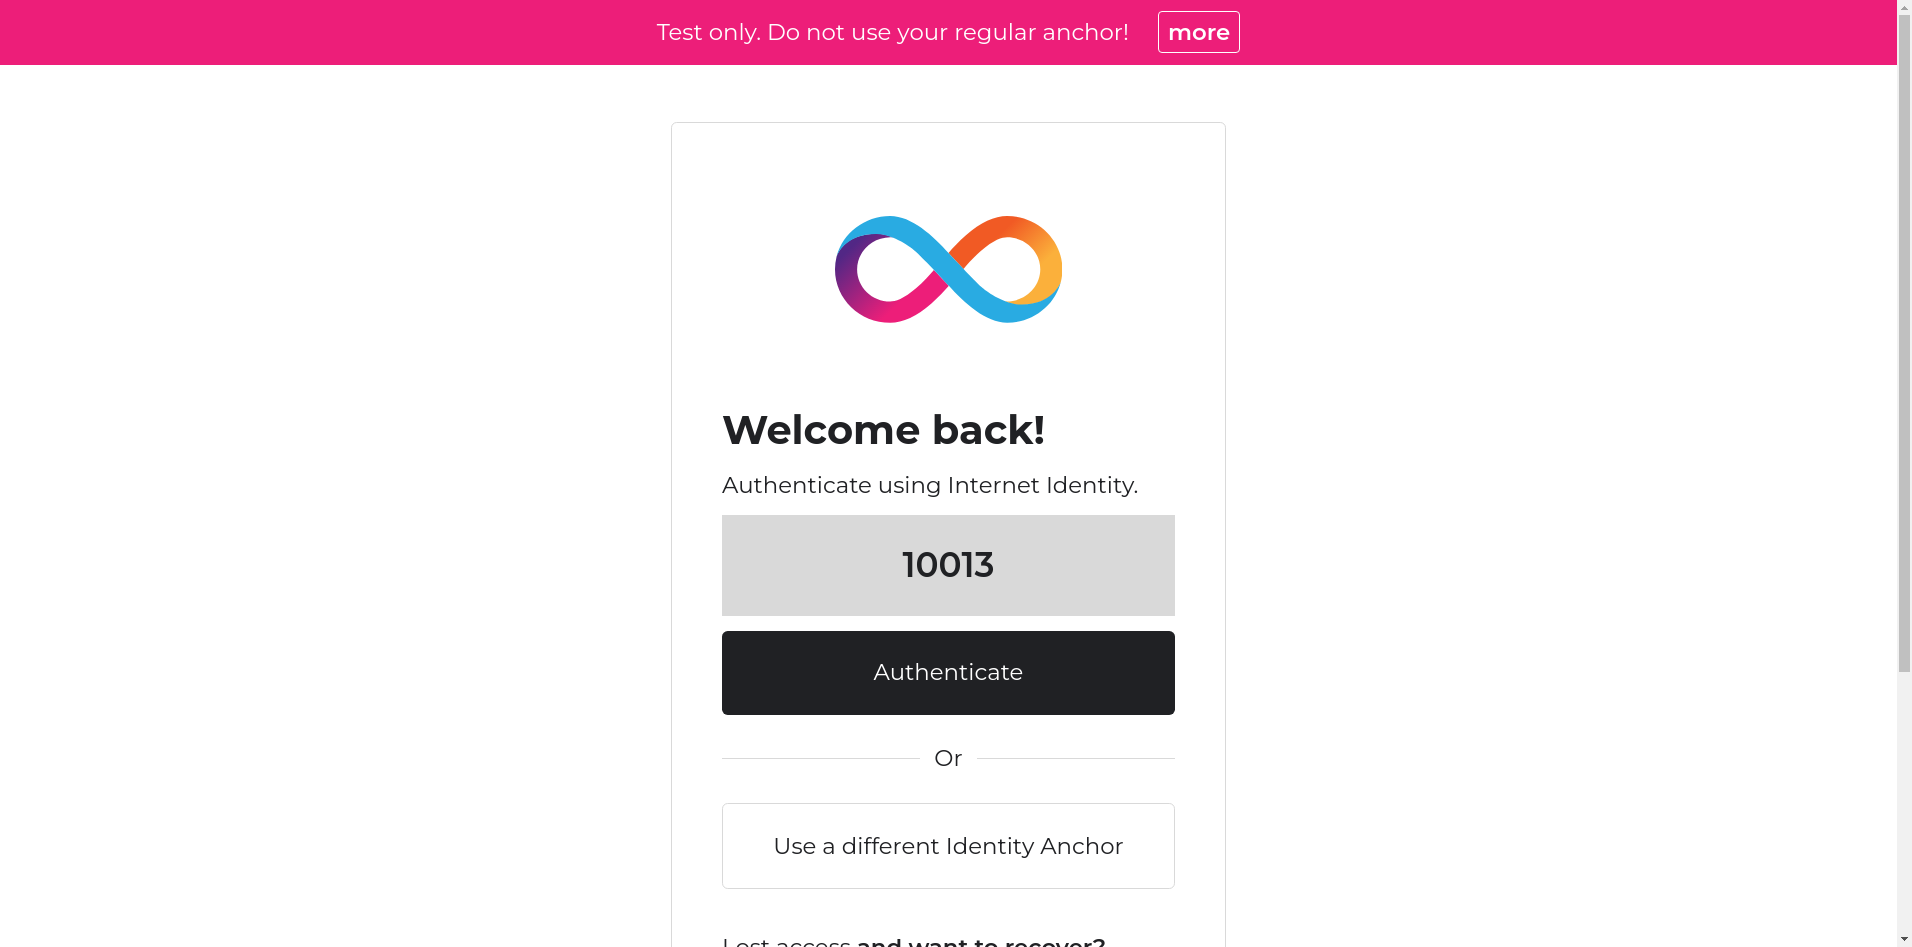 Test only. Do not use your regular anchor!
more
Welcome back!
Authenticate using Internet Identity.
10013
Authenticate
Or
Use a different Identity Anchor
Lost access and want to recover?